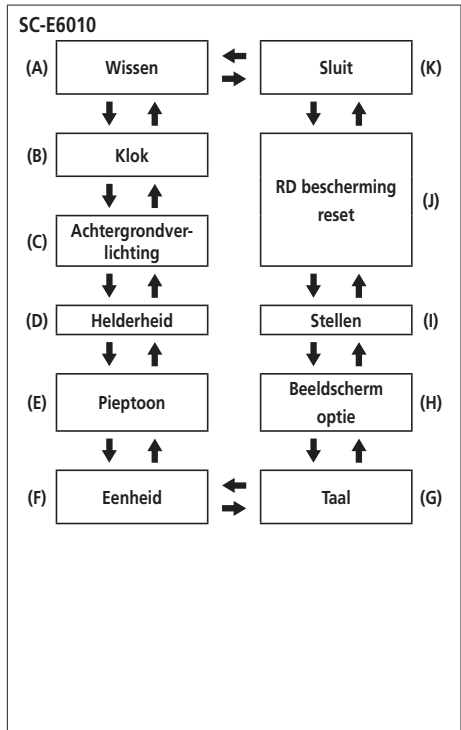 SC-E6010
(A) Wissen Sluit (K)
(B) Klok
RD bescherming
reset
(J)
(C) Achtergrondver-
lichting
(D) Helderheid Stellen (I)
(E) Pieptoon Beeldscherm
optie
(H)
(F) Eenheid Taal (G)